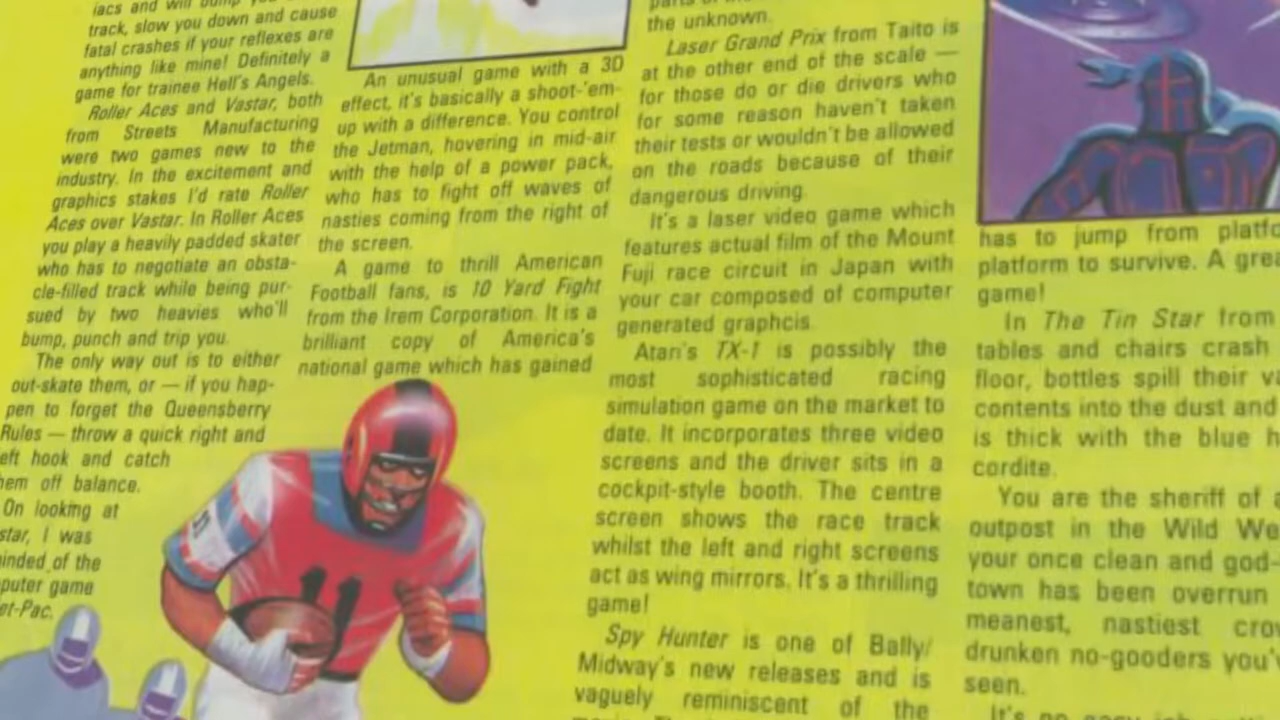 iacs and will bump you
track, slow you down and cause
fatal crashes if your reflexes are
anything like mine! Definitely a
game for trainee Hell's Angels.
Roller Aces and Vastar, both
from Streets Manufacturing
were two games new to the
industry. In the excitement and
graphics stakes I'd rate Roller
Aces over Vastar. In Roller Aces
you play a heavily padded skater
who has to negotiate an obsta-
cle-filled track while being pur-
sued by two heavies who'll
bump, punch and trip you.
The only way out is to either
out-skate them, or — if you hap-
pen to forget the Queensberry
Rules — throw a quick right and
eft hook and catch
hem off balance.
On looking at
star, I was
inded of the
puter game
et-Pac.
An unusual game with a 3D
effect, it's basically a shoot-'em-
up with a difference. You control
the Jetman, hovering in mid-air
with the help of a power pack,
who has to fight off waves of
nasties coming from the right of
the screen.
A game to thrill American
Football fans, is 10 Yard Fight
from the Irem Corporation. It is a
brilliant copy of America's
national game which has gained
11
the unknown.
Laser Grand Prix from Taito is
at the other end of the scale —
for those do or die drivers who
for some reason haven't taken
their tests or wouldn't be allowed
on the roads because of their
dangerous driving.
It's a laser video game which
features actual film of the Mount
Fuji race circuit in Japan with
your car composed of computer
generated graphcis.
Atari's TX-1 is possibly the
most sophisticated racing
simulation game on the market to
date. It incorporates three video
screens and the driver sits in a
cockpit-style booth. The centre
screen shows the race track
whilst the left and right screens
act as wing mirrors. It's a thrilling
game!
Spy Hunter is one of Bally/
Midway's new releases and is
vaguely reminiscent of the
has to jump from platfo
platform to survive. A grea
game!
In The Tin Star from
tables and chairs crash
floor, bottles spill their va
contents into the dust and
is thick with the blue h
cordite.
You are the sheriff of a
outpost in the Wild We
your once clean and god-
town has been overrun
meanest, nastiest crow
drunken no-gooders you'v
seen.
It's no easy job